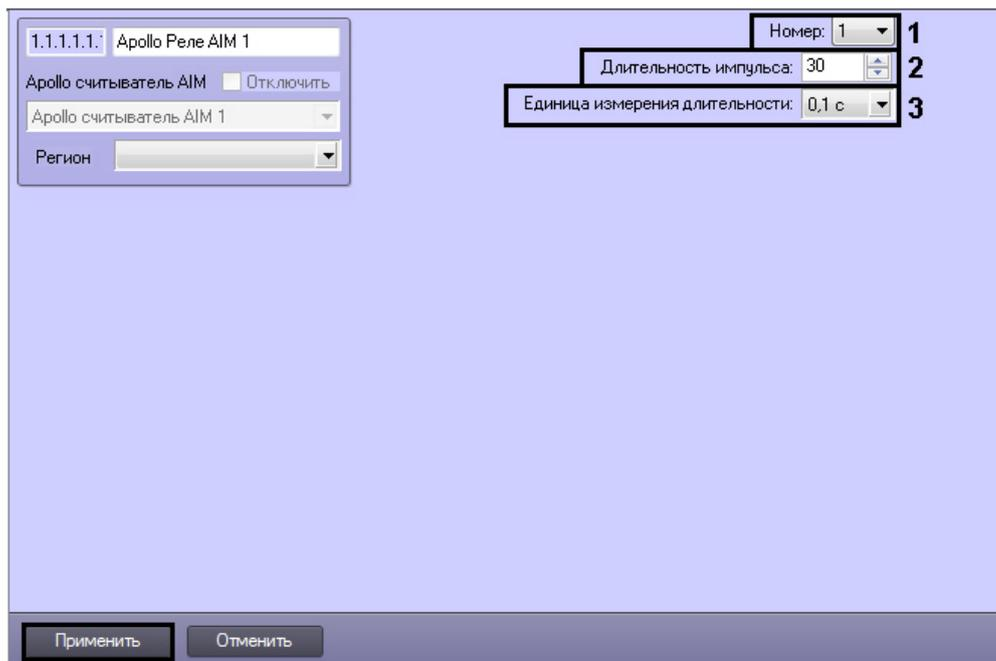 1.1.1.1.1. Apollo Реле AIM 1
Apollo считыватель AIM Отключить
Apollo считыватель AIM 1
Регион
Номер: 1 1
Длительность импульса: 30 2
Единица измерения длительности: 0,1 с 3
Применить Отменить